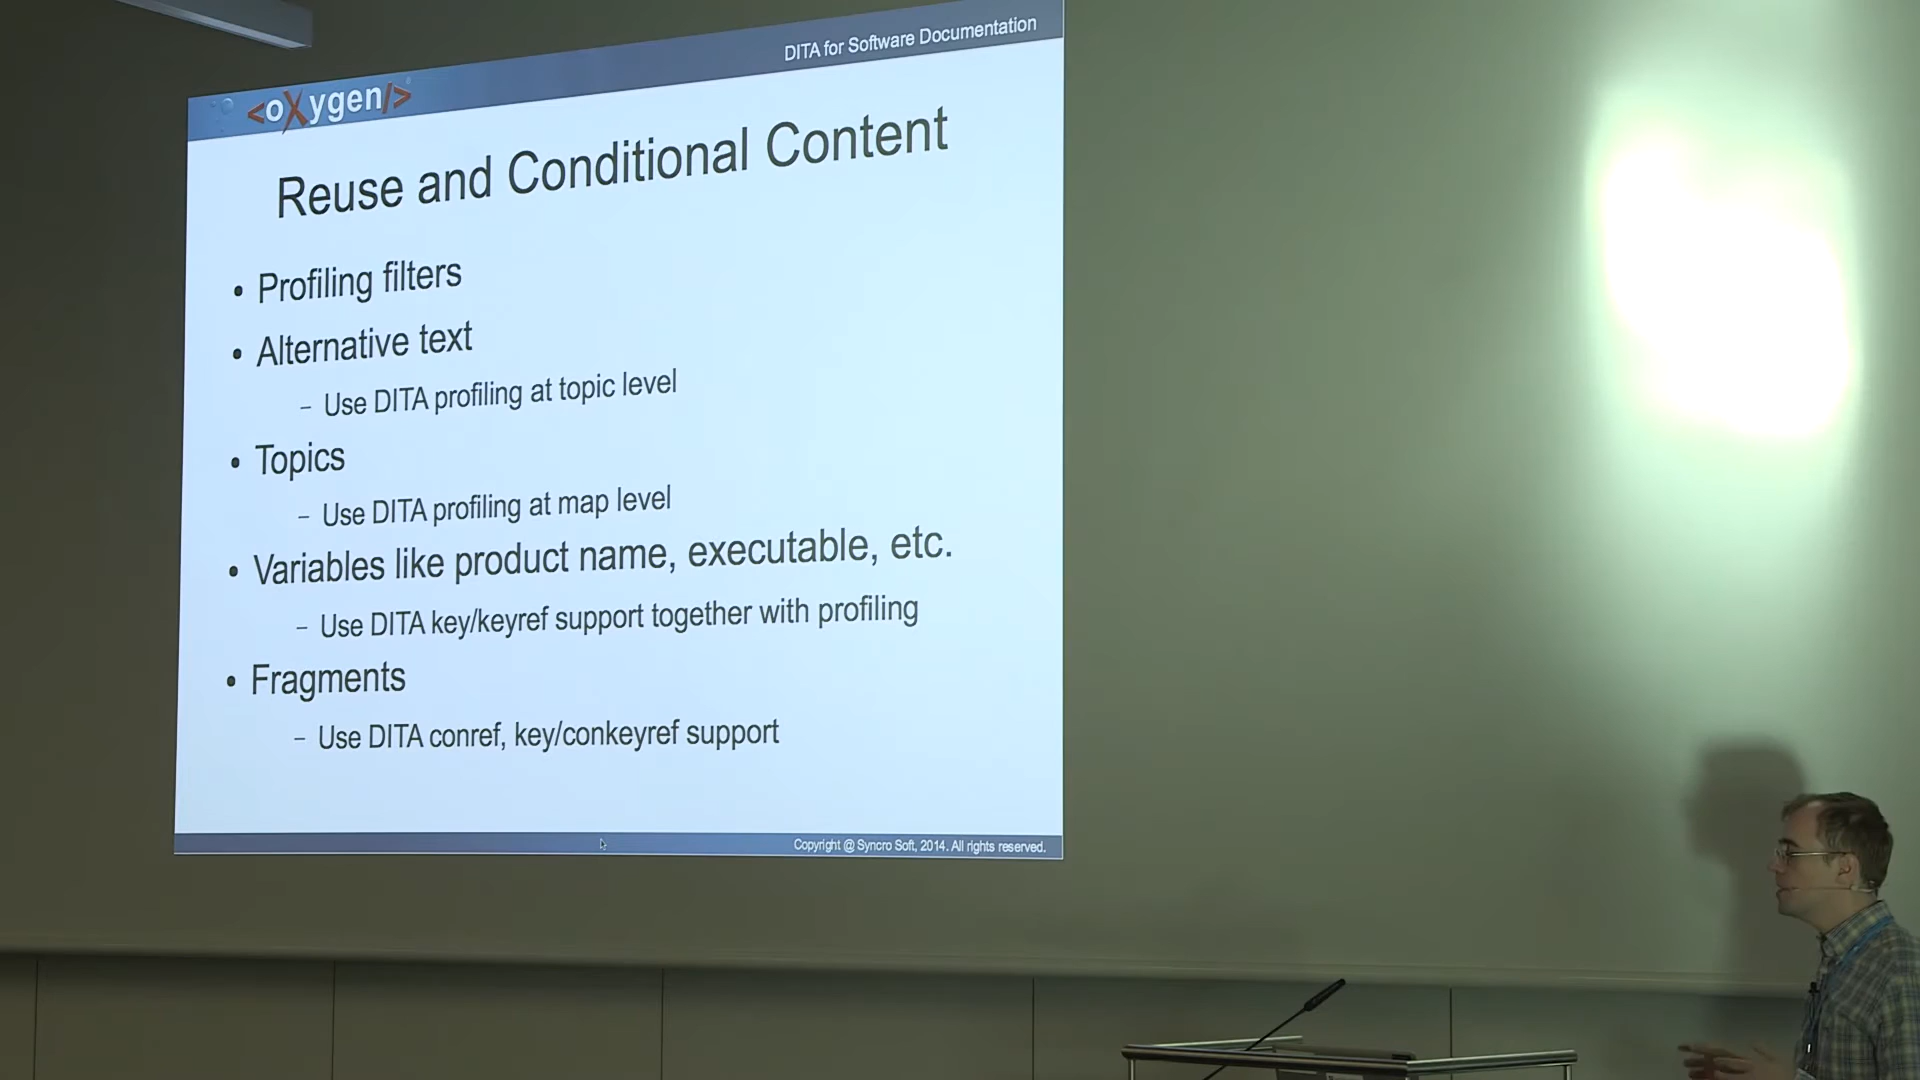 DITA for Software Documentation
<oXygen/>
Reuse and Conditional Content
• Profiling filters
• Alternative text
– Use DITA profiling at topic level
• Topics
– Use DITA profiling at map level
• Variables like product name, executable, etc.
– Use DITA key/keyref support together with profiling
• Fragments
– Use DITA conref, key/conkeyref support
Copyright @ Syncro Soft, 2014. All rights reserved.